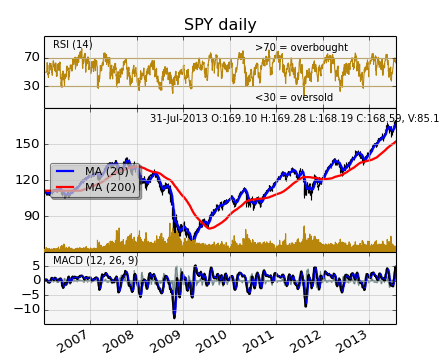 SPY daily
RSI (14)
>70 = overbought
70
30
<30 = oversold
31-Jul-2013 O:169.10 H:169.28 L:168.19 C:168.59, V:85.1
150
120
90
MA (20)
MA (200)
MACD (12, 26, 9)
5
0
−5
−10
2007 2008 2009 2010 2011 2012 2013